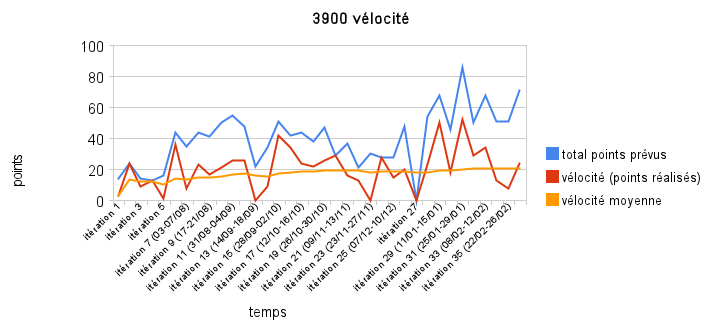 3900 vélocité
points
100
80
60
40
20
0
itération 1
itération 3
itération 5
itération 7 (03-07/08)
itération 9 (17-21/08)
itération 11 (31/08-04/09)
itération 13 (14/09-18/09)
itération 15 (28/09-02/10)
itération 17 (12/10-16/10)
itération 19 (26/10-30/10)
itération 21 (09/11-13/11)
itération 23 (23/11-27/11)
itération 25 (07/12-10/12)
itération 27
itération 29 (11/01-15/01)
itération 31 (25/01-29/01)
itération 33 (08/02-12/02)
itération 35 (22/02-26/02)
temps
total points prévus
vélocité (points réalisés)
vélocité moyenne